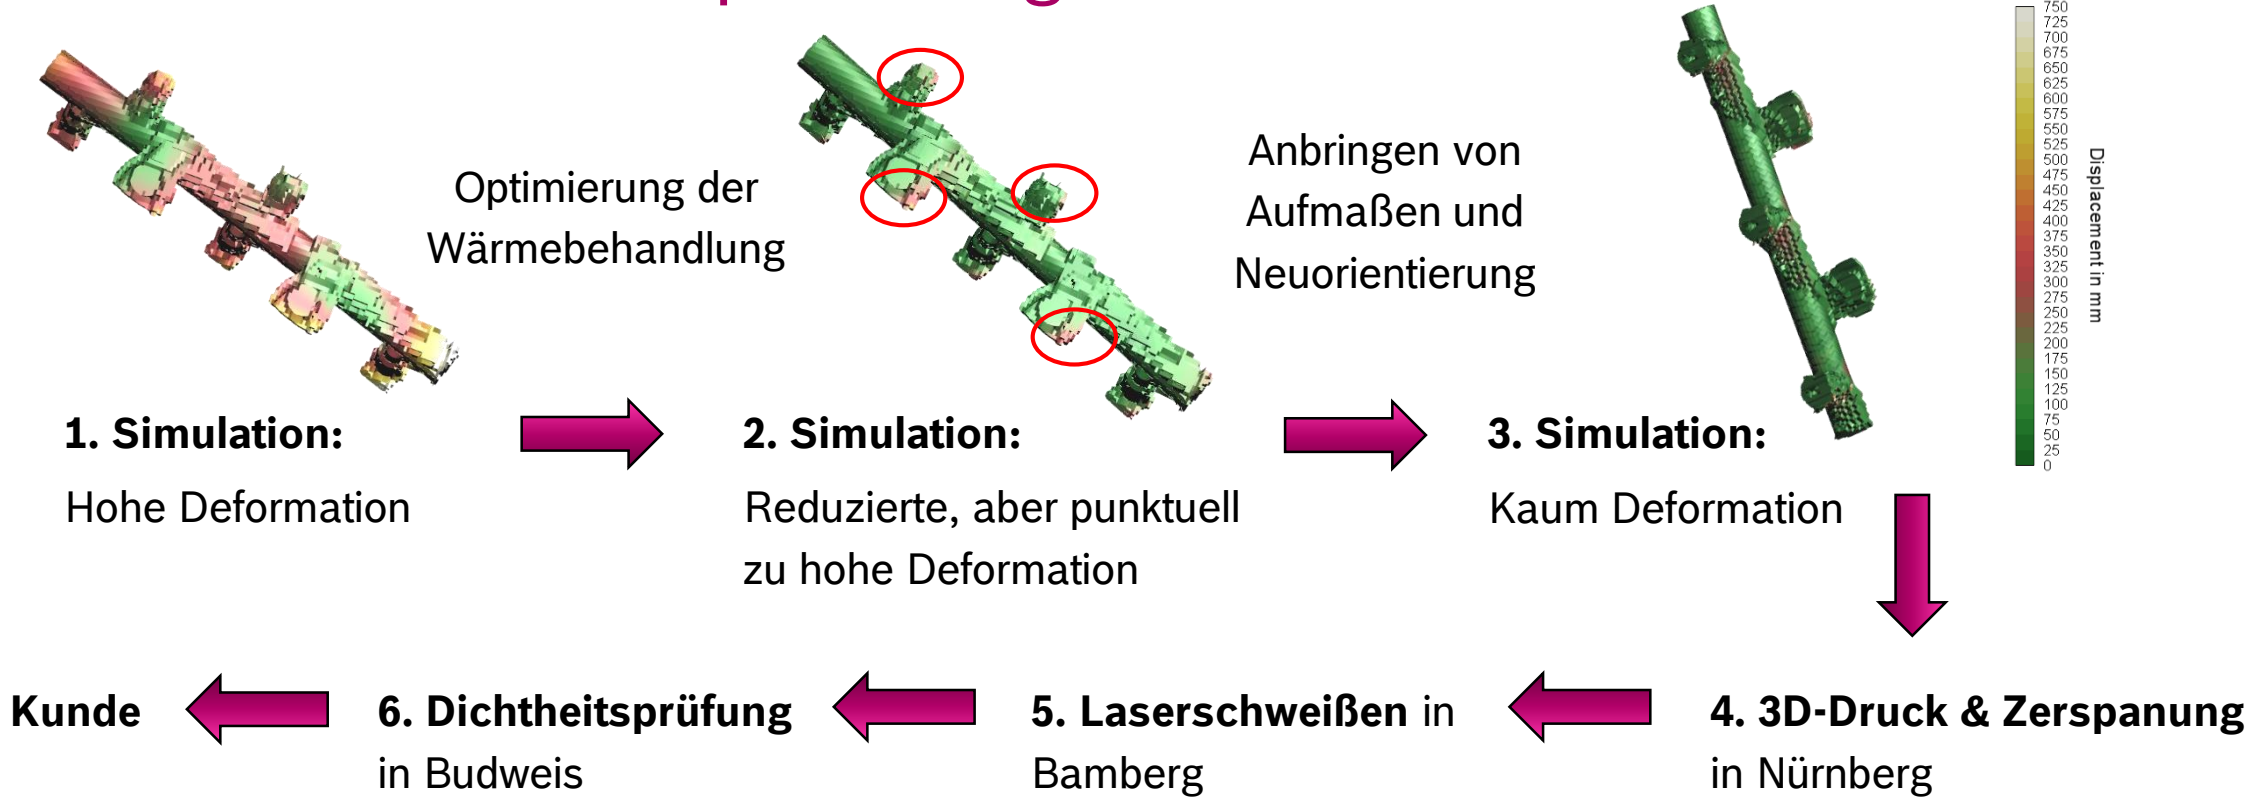 Optimierung der
Wärmebehandlung
Anbringen von
Aufmaßen und
Neuorientierung
750
725
700
675
650
625
600
575
550
525
500
475
450
425
400
375
350
325
300
275
250
225
200
175
150
125
100
75
50
25
0
Displacement in mm
1. Simulation:
Hohe Deformation
2. Simulation:
Reduzierte, aber punktuell
zu hohe Deformation
3. Simulation:
Kaum Deformation
4. 3D-Druck & Zerspanung
in Nürnberg
5. Laserschweißen in
Bamberg
6. Dichtheitsprüfung
in Budweis
Kunde